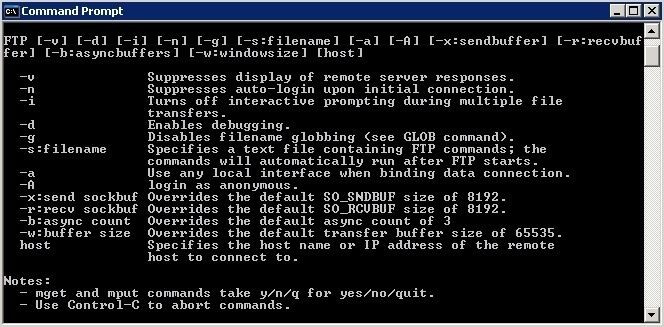 Command Prompt
FTP [-v] [-d] [-i] [-n] [-g] [-s:filename] [-a] [-A] [-x:sendbuffer] [-r:recvbuf
fer] [-b:asyncbuffers] [-w:windowsize] [host]
-v Suppresses display of remote server responses.
-n Suppresses auto-login upon initial connection.
-i Turns off interactive prompting during multiple file
transfers.
-d Enables debugging.
-g Disables filename globbing (see GLOB command).
-s:filename Specifies a text file containing FTP commands; the
commands will automatically run after FTP starts.
-a Use any local interface when binding data connection.
-A login as anonymous.
-x:send sockbuf Overrides the default SO_SNDBUF size of 8192.
-r:recv sockbuf Overrides the default SO_RCVBUF size of 8192.
-b:async count Overrides the default async count of 3
-w:buffer size Overrides the default transfer buffer size of 65535.
host Specifies the host name or IP address of the remote
host to connect to.
Notes:
- mget and mput commands take y/n/q for yes/no/quit.
- Use Control-C to abort commands.